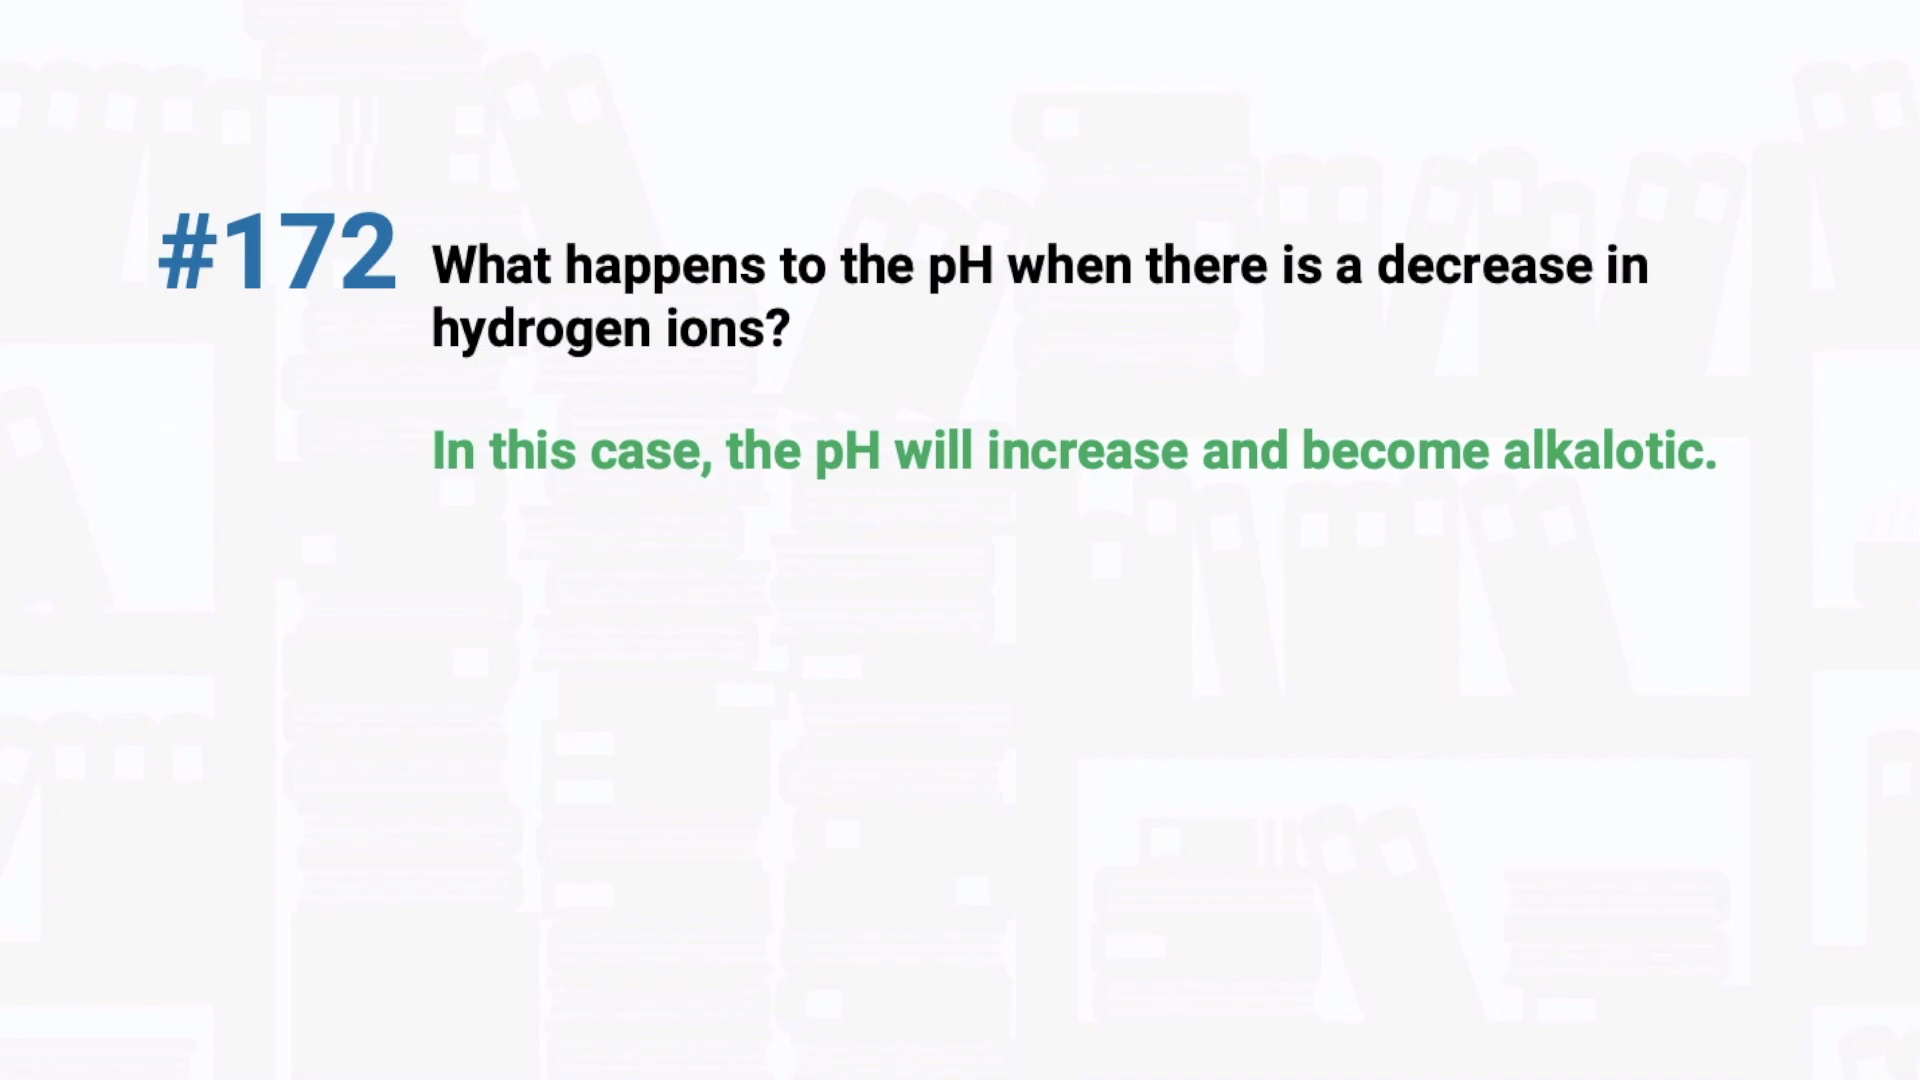 #172
What happens to the pH when there is a decrease in
hydrogen ions?
In this case, the pH will increase and become alkalotic.